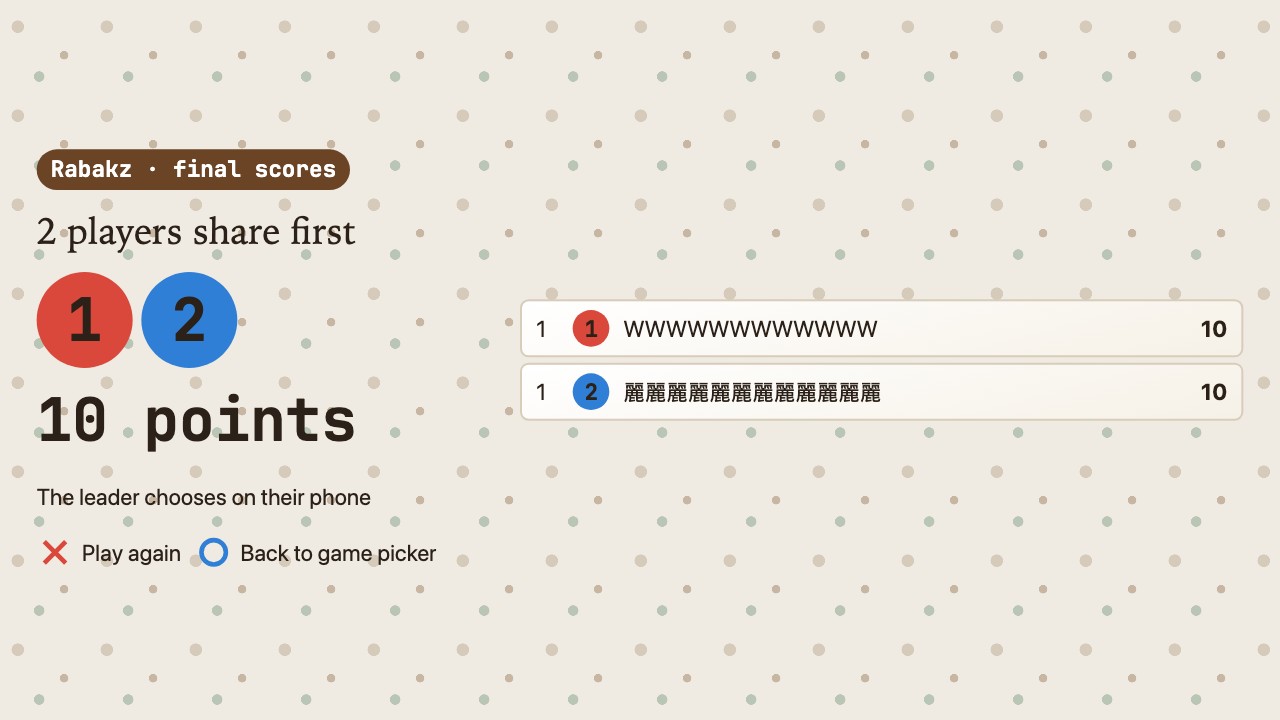 Rabakz · final scores
2 players share first
1 2
10 points
The leader chooses on their phone
Play again
Back to game picker
1 1 WWWWWWWWWWWW 10
1 2 麗麗麗麗麗麗麗麗麗麗麗麗 10